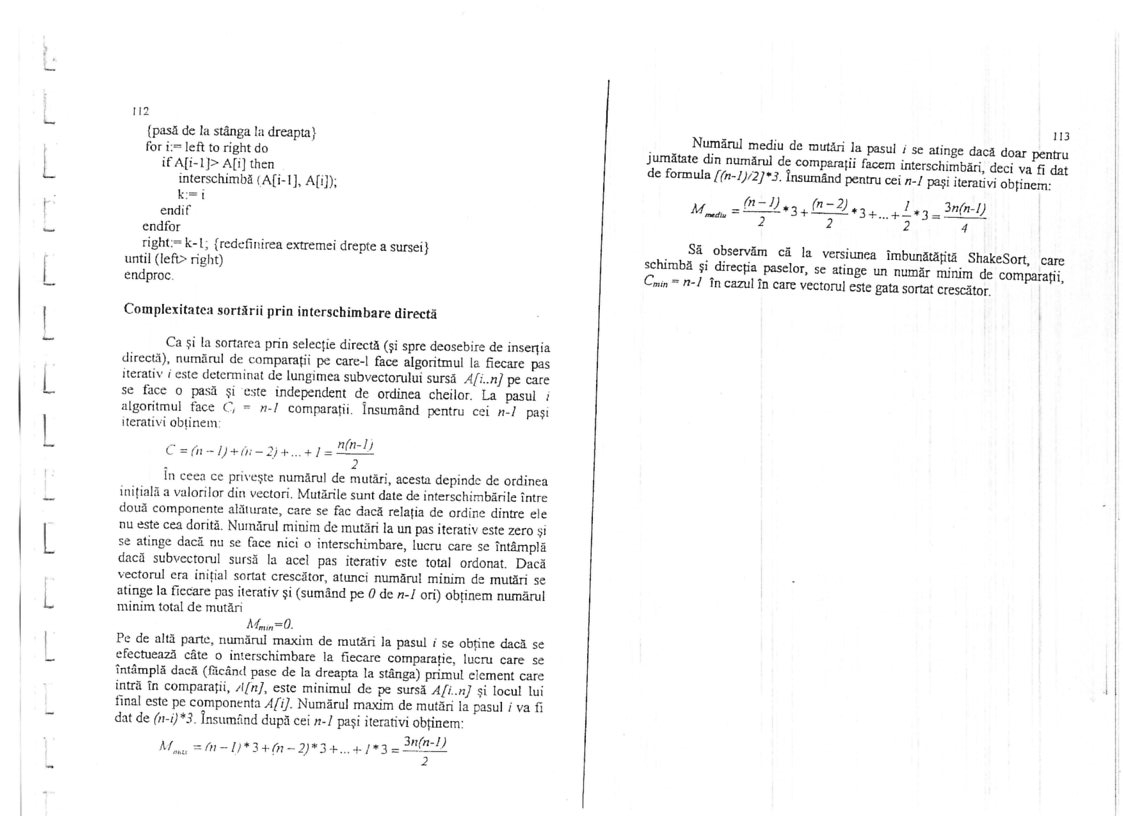 112
{pasă de la stânga la dreapta}
for i:= left to right do
if A[i-1]> A[i] then
interschimbă (A[i-1], A[i]);
k:= i
endif
endfor
right:= k-1; {redefinirea extremei drepte a sursei}
until (left> right)
endproc.
Complexitatea sortării prin interschimbare directă
Ca şi la sortarea prin selecţie directă (şi spre deosebire de inserţia
directă), numărul de comparaţii pe care-l face algoritmul la fiecare pas
iterativ i este determinat de lungimea subvectorului sursă A[i..n] pe care
se face o pasă şi este independent de ordinea cheilor. La pasul i
algoritmul face C_i = n-1 comparaţii. Însumând pentru cei n-1 paşi
iterativi obţinem:
C = (n - 1) + (n - 2) + ... + 1 = n(n-1) / 2
În ceea ce priveşte numărul de mutări, acesta depinde de ordinea
iniţială a valorilor din vectori. Mutările sunt date de interschimbările între
două componente alăturate, care se fac dacă relaţia de ordine dintre ele
nu este cea dorită. Numărul minim de mutări la un pas iterativ este zero şi
se atinge dacă nu se face nici o interschimbare, lucru care se întâmplă
dacă subvectorul sursă la acel pas iterativ este total ordonat. Dacă
vectorul era iniţial sortat crescător, atunci numărul minim de mutări se
atinge la fiecare pas iterativ şi (sumând pe 0 de n-1 ori) obţinem numărul
minim total de mutări
M_min=0.
Pe de altă parte, numărul maxim de mutări la pasul i se obţine dacă se
efectuează câte o interschimbare la fiecare comparaţie, lucru care se
întâmplă dacă (făcând pase de la dreapta la stânga) primul element care
intră în comparaţii, A[n], este minimul de pe sursă A[i..n] şi locul lui
final este pe componenta A[i]. Numărul maxim de mutări la pasul i va fi
dat de (n-i)*3. Însumând după cei n-1 paşi iterativi obţinem:
M = (n - 1) * 3 + (n - 2) * 3 + ... + 1 * 3 = 3n(n-1) / 2
113
Numărul mediu de mutări la pasul i se atinge dacă doar pentru
jumătate din numărul de comparaţii facem interschimbări, deci va fi dat
de formula [(n-1)/2]*3. Însumând pentru cei n-1 paşi iterativi obţinem:
M_mediu = (n - 1) / 2 * 3 + (n - 2) / 2 * 3 + ... + 1 / 2 * 3 = 3n(n-1) / 4
Să observăm că la versiunea îmbunătăţită ShakeSort, care
schimbă şi direcţia paselor, se atinge un număr minim de comparaţii,
C_min = n-1 în cazul în care vectorul este gata sortat crescător.